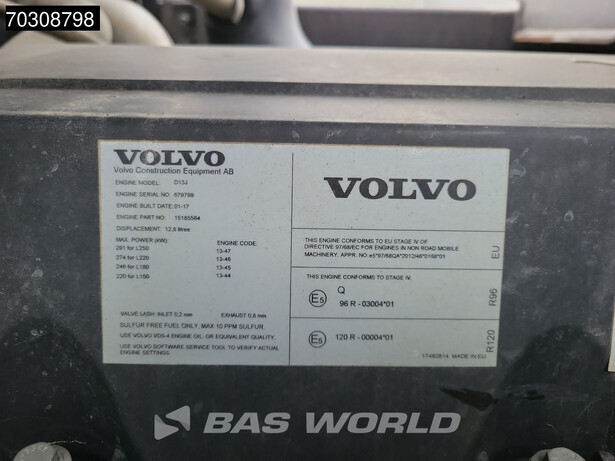 70308798
VOLVO
Volvo Construction Equipment AB
ENGINE MODEL: D13J
ENGINE SERIAL NO: 679799
ENGINE BUILT DATE: 01-17
ENGINE PART NO: 15185564
DISPLACEMENT: 12,8 litres
MAX. POWER (kW): ENGINE CODE:
291 for L250 13-47
274 for L220 13-46
246 for L180 13-45
220 for L150 13-44
VALVE LASH: INLET 0,2 mm EXHAUST 0,8 mm
SULFUR FREE FUEL ONLY. MAX 10 PPM SULFUR.
USE VOLVO VDS-4 ENGINE OIL, OR EQUIVALENT QUALITY.
USE VOLVO SOFTWARE SERVICE TOOL TO VERIFY ACTUAL
ENGINE SETTINGS
VOLVO
THIS ENGINE CONFORMS TO EU STAGE IV OF
DIRECTIVE 97/68/EC FOR ENGINES IN NON ROAD MOBILE
MACHINERY. APPR. NO: e5*97/68QA*2012/46*0168*01
EU
THIS ENGINE CONFORMS TO STAGE IV:
Q
E5 96 R - 03004*01
R96
E5 120 R - 00004*01
R120
17482814, MADE IN EU
BAS WORLD